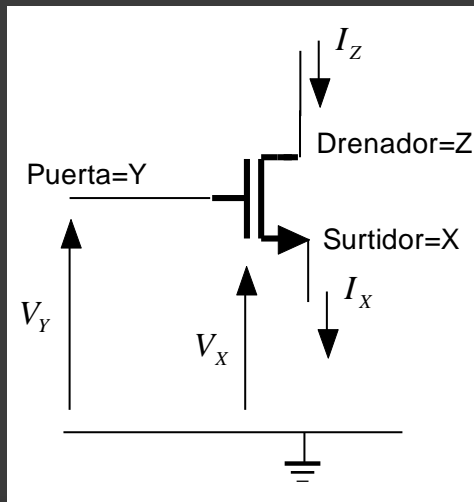 I_Z
Drenador=Z
Puerta=Y
Surtidor=X
I_X
V_Y
V_X